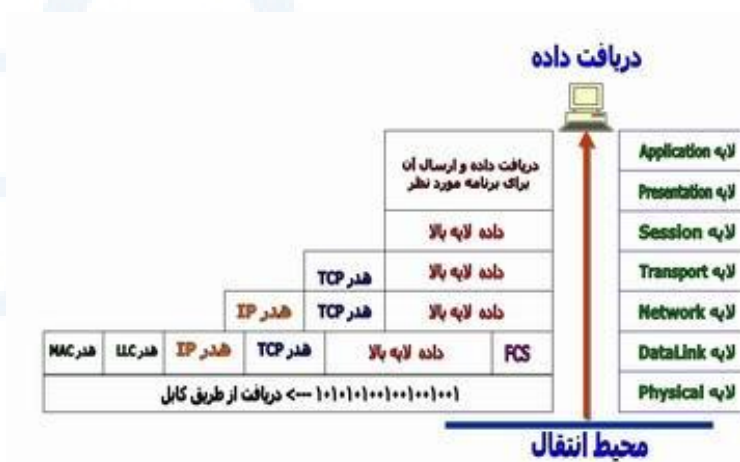 دریافت داده
لایه Application
دریافت داده و ارسال آن
برای برنامه مورد نظر
لایه Presentation
داده لایه بالا
لایه Session
هدر TCP
داده لایه بالا
لایه Transport
هدر IP
هدر TCP
داده لایه بالا
لایه Network
هدر MAC
هدر LLC
هدر IP
هدر TCP
داده لایه بالا
FCS
لایه DataLink
۱۰۱۰۱۰۱۰۰۱۰۰۱۰۰۱۰۰۱ ---> دریافت از طریق کابل
لایه Physical
محیط انتقال